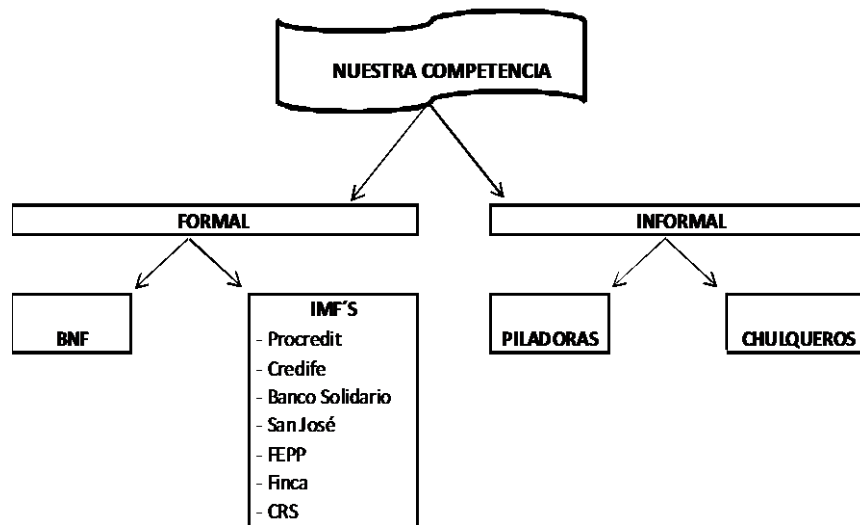 NUESTRA COMPETENCIA
FORMAL
INFORMAL
BNF
IMF´S
- Procredit
- Credife
- Banco Solidario
- San José
- FEPP
- Finca
- CRS
PILADORAS
CHULQUEROS